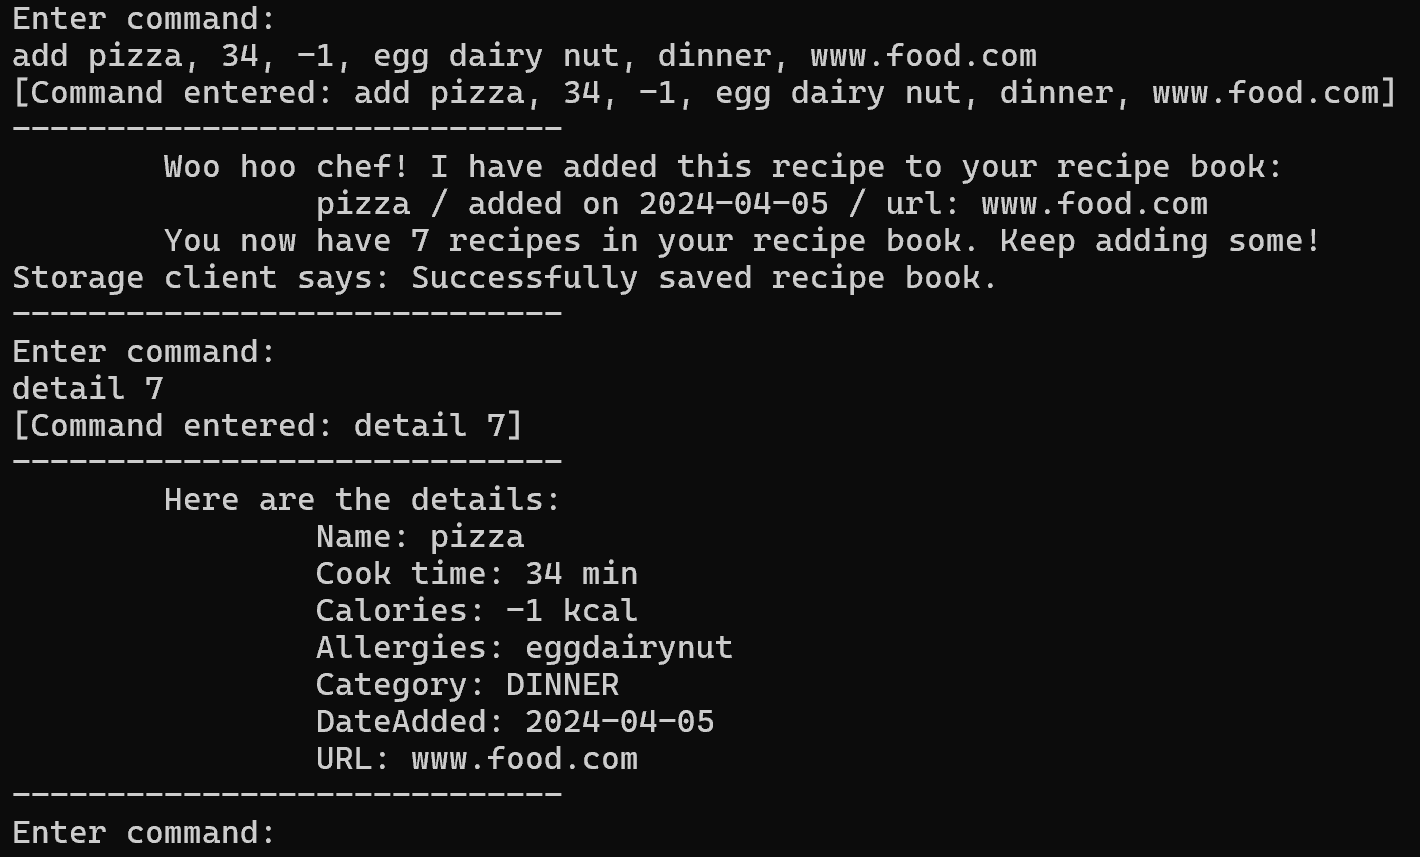 Enter command:
add pizza, 34, -1, egg dairy nut, dinner, www.food.com
[Command entered: add pizza, 34, -1, egg dairy nut, dinner, www.food.com]
-----------------------------
Woo hoo chef! I have added this recipe to your recipe book:
pizza / added on 2024-04-05 / url: www.food.com
You now have 7 recipes in your recipe book. Keep adding some!
Storage client says: Successfully saved recipe book.
-----------------------------
Enter command:
detail 7
[Command entered: detail 7]
-----------------------------
Here are the details:
Name: pizza
Cook time: 34 min
Calories: -1 kcal
Allergies: eggdairynut
Category: DINNER
DateAdded: 2024-04-05
URL: www.food.com
-----------------------------
Enter command: